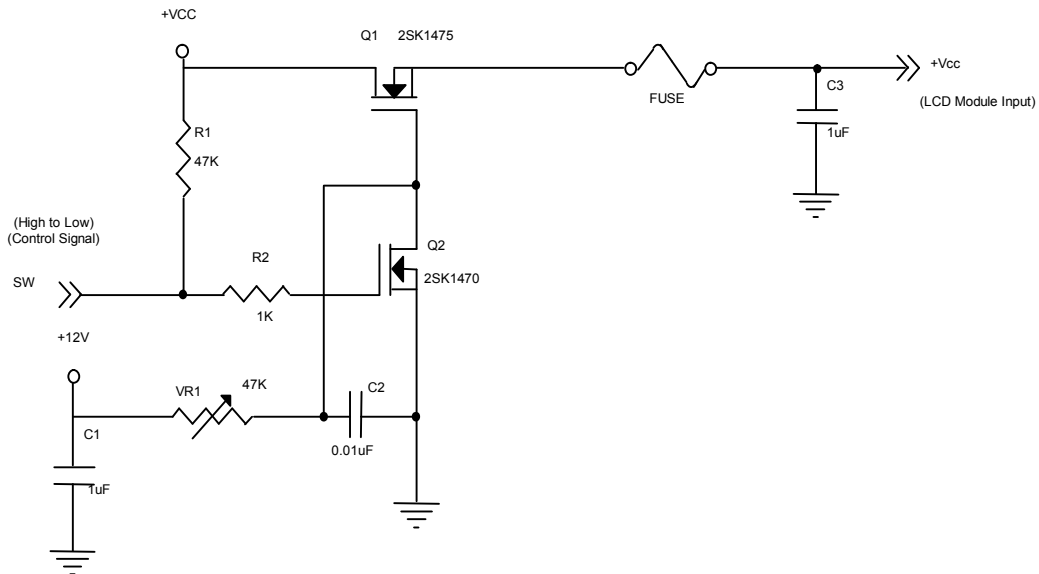 +VCC
Q1 2SK1475
+Vcc
FUSE
C3
(LCD Module Input)
R1
47K
1uF
(High to Low)
(Control Signal)
Q2
R2
SW
2SK1470
1K
+12V
VR1
47K
C2
C1
0.01uF
1uF